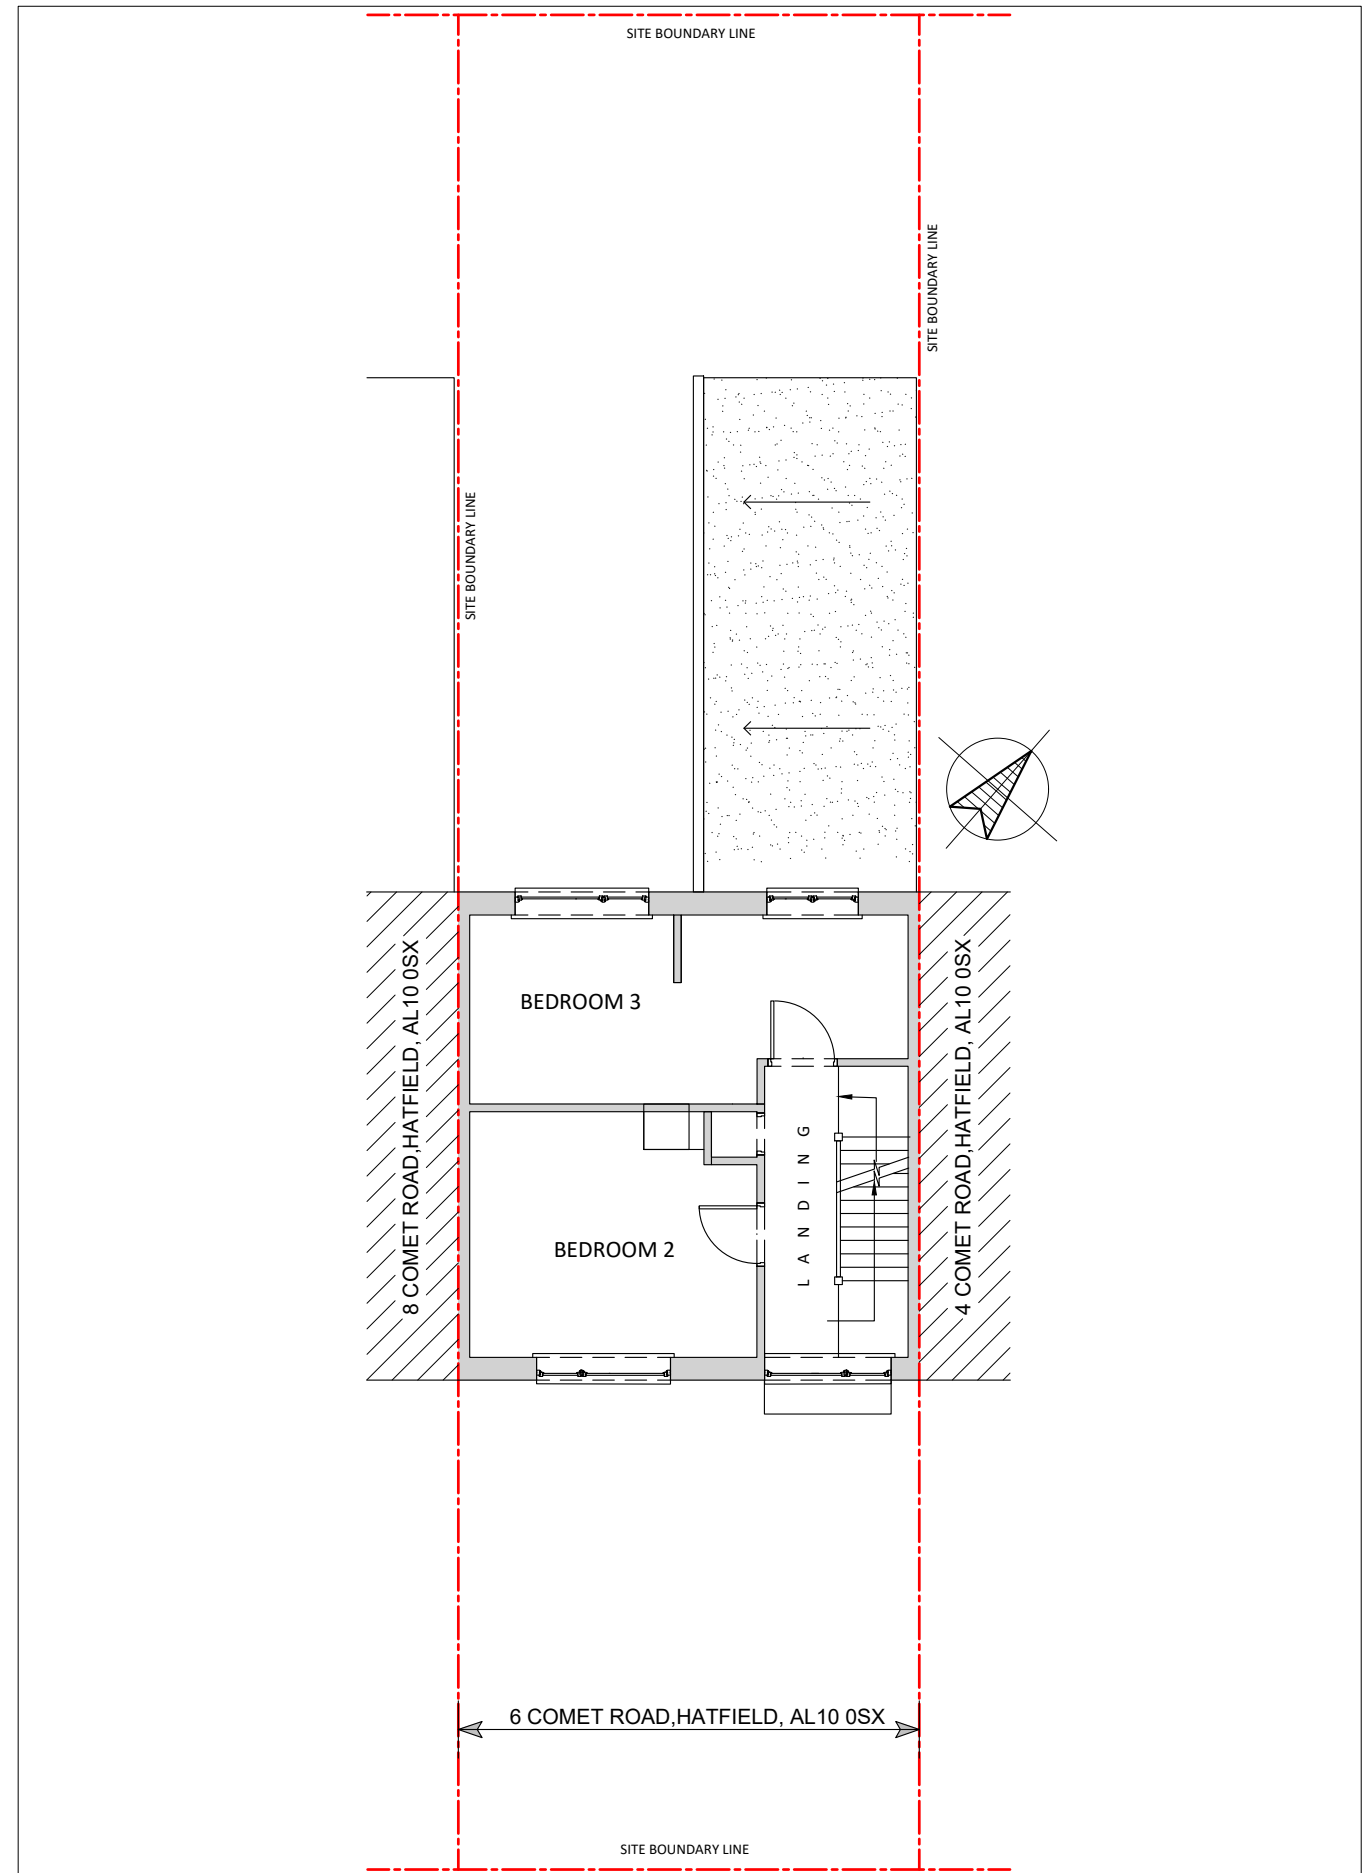 SITE BOUNDARY LINE
SITE BOUNDARY LINE
SITE BOUNDARY LINE
8 COMET ROAD,HATFIELD, AL10 0SX
BEDROOM 3
4 COMET ROAD,HATFIELD, AL10 0SX
LANDING
BEDROOM 2
6 COMET ROAD,HATFIELD, AL10 0SX
SITE BOUNDARY LINE